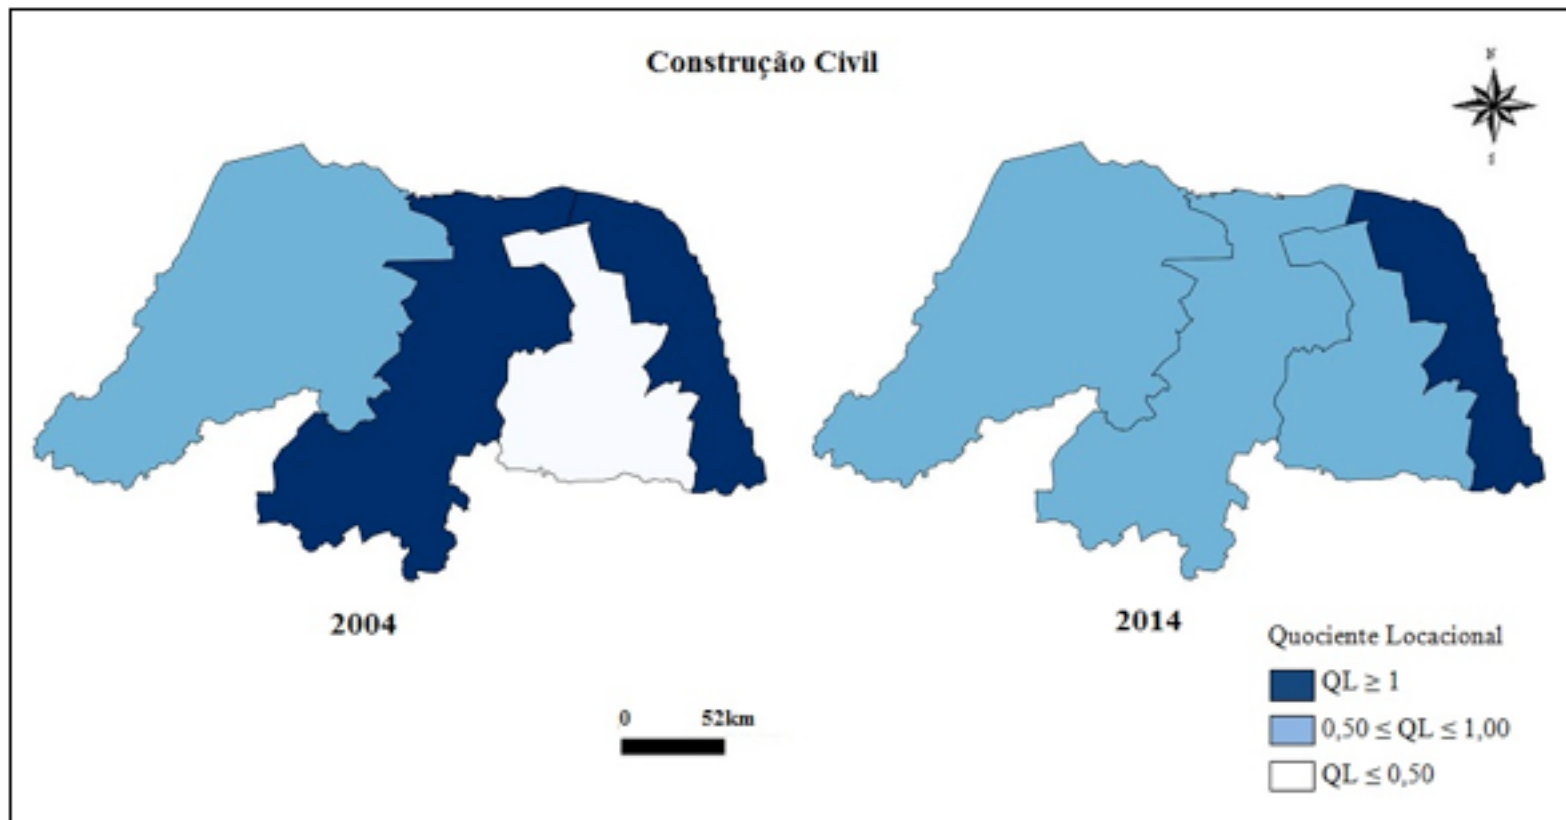 Construção Civil
N
s
2004
2014
Quociente Locacional
QL ≥ 1
0,50 ≤ QL ≤ 1,00
QL ≤ 0,50
0 52km